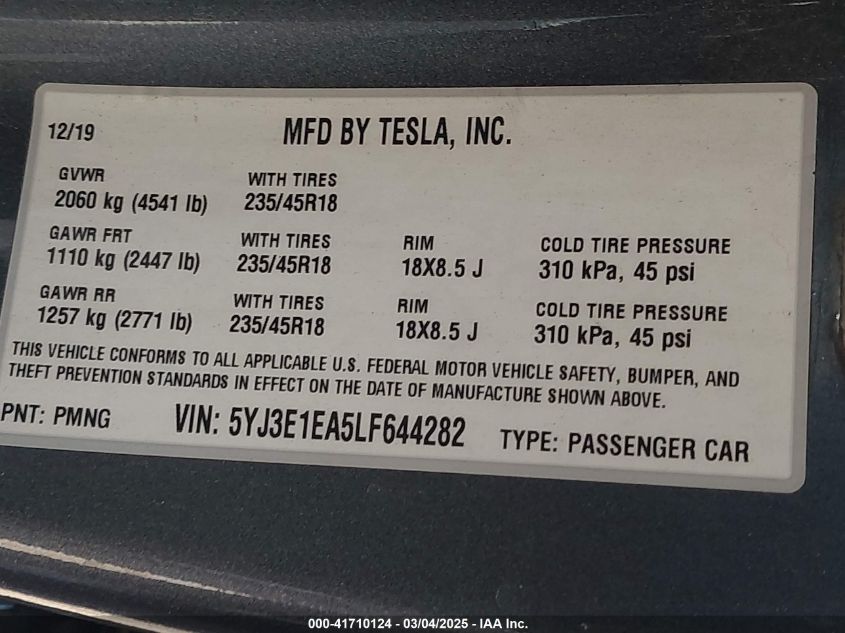 12/19 MFD BY TESLA, INC.
GVWR WITH TIRES
2060 kg (4541 lb) 235/45R18
GAWR FRT WITH TIRES RIM COLD TIRE PRESSURE
1110 kg (2447 lb) 235/45R18 18X8.5 J 310 kPa, 45 psi
GAWR RR WITH TIRES RIM COLD TIRE PRESSURE
1257 kg (2771 lb) 235/45R18 18X8.5 J 310 kPa, 45 psi
THIS VEHICLE CONFORMS TO ALL APPLICABLE U.S. FEDERAL MOTOR VEHICLE SAFETY, BUMPER, AND
THEFT PREVENTION STANDARDS IN EFFECT ON THE DATE OF MANUFACTURE SHOWN ABOVE.
PNT: PMNG VIN: 5YJ3E1EA5LF644282 TYPE: PASSENGER CAR
000-41710124 - 03/04/2025 - IAA Inc.